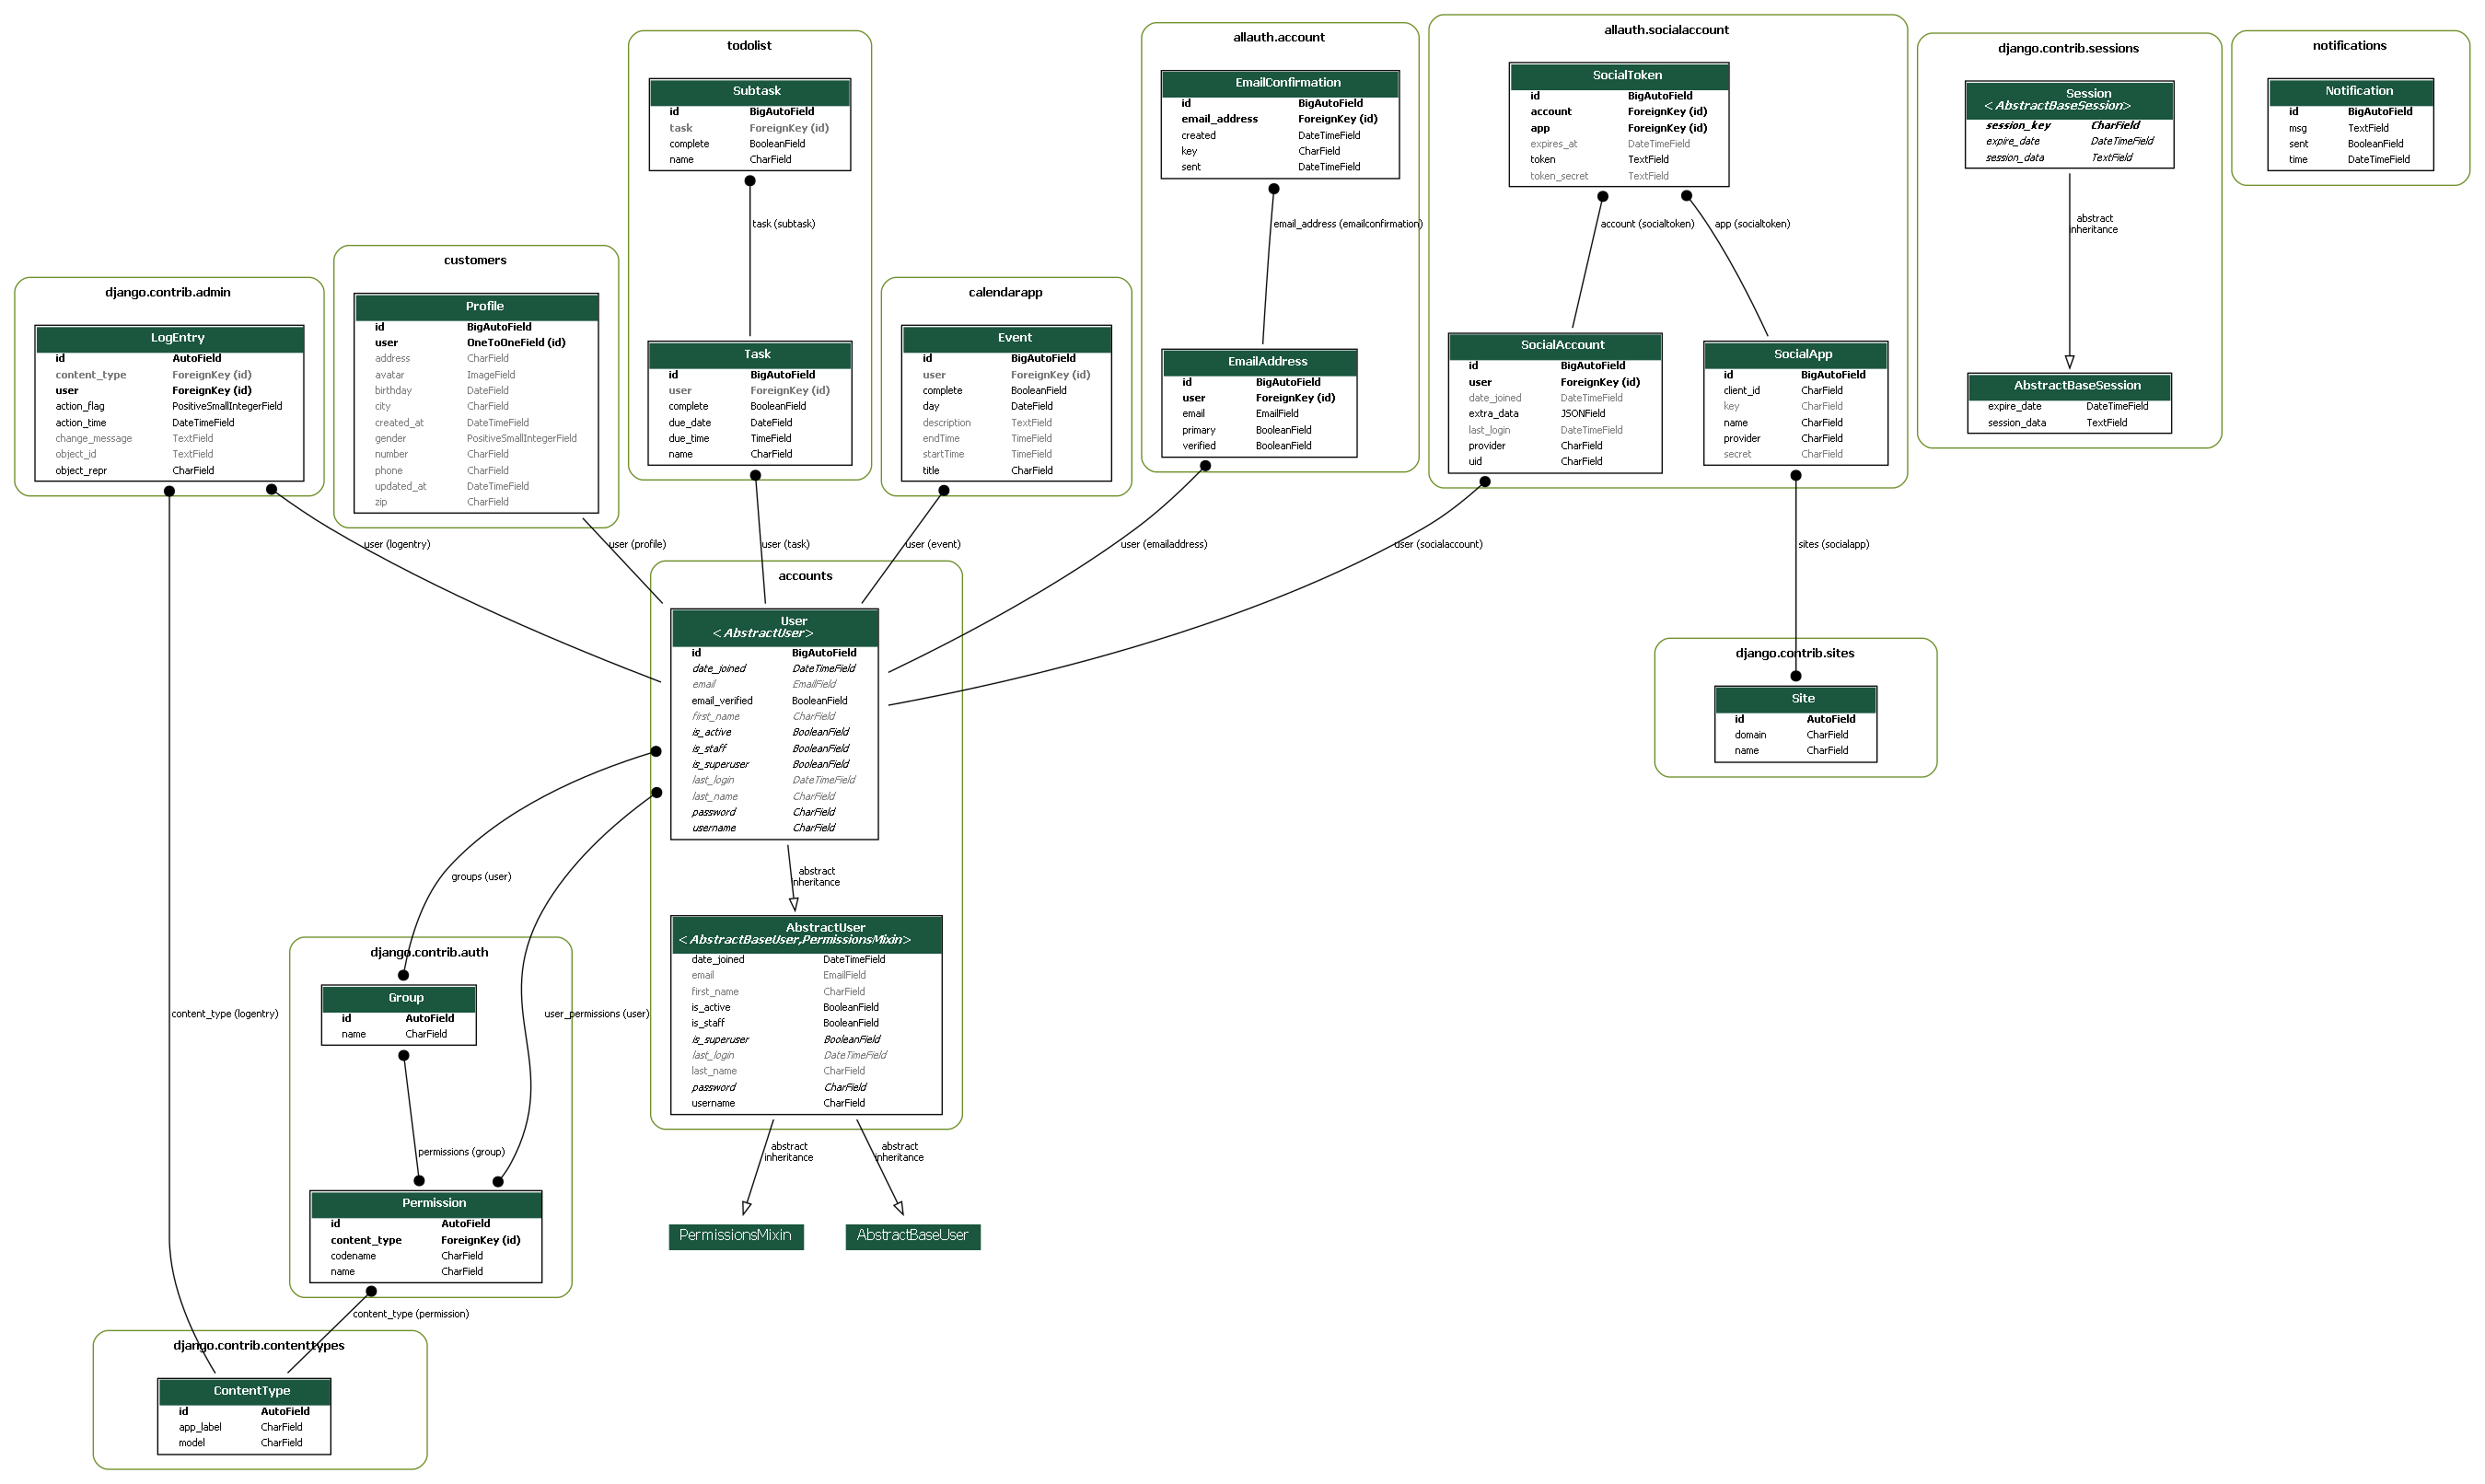 todolist
Subtask
id BigAutoField
task ForeignKey (id)
complete BooleanField
name CharField
task (subtask)
Task
id BigAutoField
user ForeignKey (id)
complete BooleanField
due_date DateField
due_time TimeField
name CharField
allauth.account
EmailConfirmation
id BigAutoField
email_address ForeignKey (id)
created DateTimeField
key CharField
sent DateTimeField
email_address (emailconfirmation)
EmailAddress
id BigAutoField
user ForeignKey (id)
email EmailField
primary BooleanField
verified BooleanField
allauth.socialaccount
SocialToken
id BigAutoField
account ForeignKey (id)
app ForeignKey (id)
expires_at DateTimeField
token TextField
token_secret TextField
account (socialtoken)
app (socialtoken)
SocialAccount
id BigAutoField
user ForeignKey (id)
date_joined DateTimeField
extra_data JSONField
last_login DateTimeField
provider CharField
uid CharField
SocialApp
id BigAutoField
client_id CharField
key CharField
name CharField
provider CharField
secret CharField
django.contrib.sessions
Session
<AbstractBaseSession>
session_key CharField
expire_date DateTimeField
session_data TextField
abstract
inheritance
AbstractBaseSession
expire_date DateTimeField
session_data TextField
notifications
Notification
id BigAutoField
msg TextField
sent BooleanField
time DateTimeField
django.contrib.admin
LogEntry
id AutoField
content_type ForeignKey (id)
user ForeignKey (id)
action_flag PositiveSmallIntegerField
action_time DateTimeField
change_message TextField
object_id TextField
object_repr CharField
customers
Profile
id BigAutoField
user OneToOneField (id)
address CharField
avatar ImageField
birthday DateField
city CharField
created_at DateTimeField
gender PositiveSmallIntegerField
number CharField
phone CharField
updated_at DateTimeField
zip CharField
calendarapp
Event
id BigAutoField
user ForeignKey (id)
complete BooleanField
day DateField
description TextField
endTime TimeField
startTime TimeField
title CharField
user (logentry)
user (profile)
user (task)
user (event)
user (emailaddress)
user (socialaccount)
sites (socialapp)
accounts
User
<AbstractUser>
id BigAutoField
date_joined DateTimeField
email EmailField
email_verified BooleanField
first_name CharField
is_active BooleanField
is_staff BooleanField
is_superuser BooleanField
last_login DateTimeField
last_name CharField
password CharField
username CharField
django.contrib.sites
Site
id AutoField
domain CharField
name CharField
abstract
inheritance
groups (user)
AbstractUser
<AbstractBaseUser,PermissionsMixin>
date_joined DateTimeField
email EmailField
first_name CharField
is_active BooleanField
is_staff BooleanField
is_superuser BooleanField
last_login DateTimeField
last_name CharField
password CharField
username CharField
django.contrib.auth
Group
id AutoField
name CharField
content_type (logentry)
user_permissions (user)
permissions (group)
abstract
inheritance
abstract
inheritance
Permission
id AutoField
content_type ForeignKey (id)
codename CharField
name CharField
PermissionsMixin
AbstractBaseUser
content_type (permission)
django.contrib.contenttypes
ContentType
id AutoField
app_label CharField
model CharField